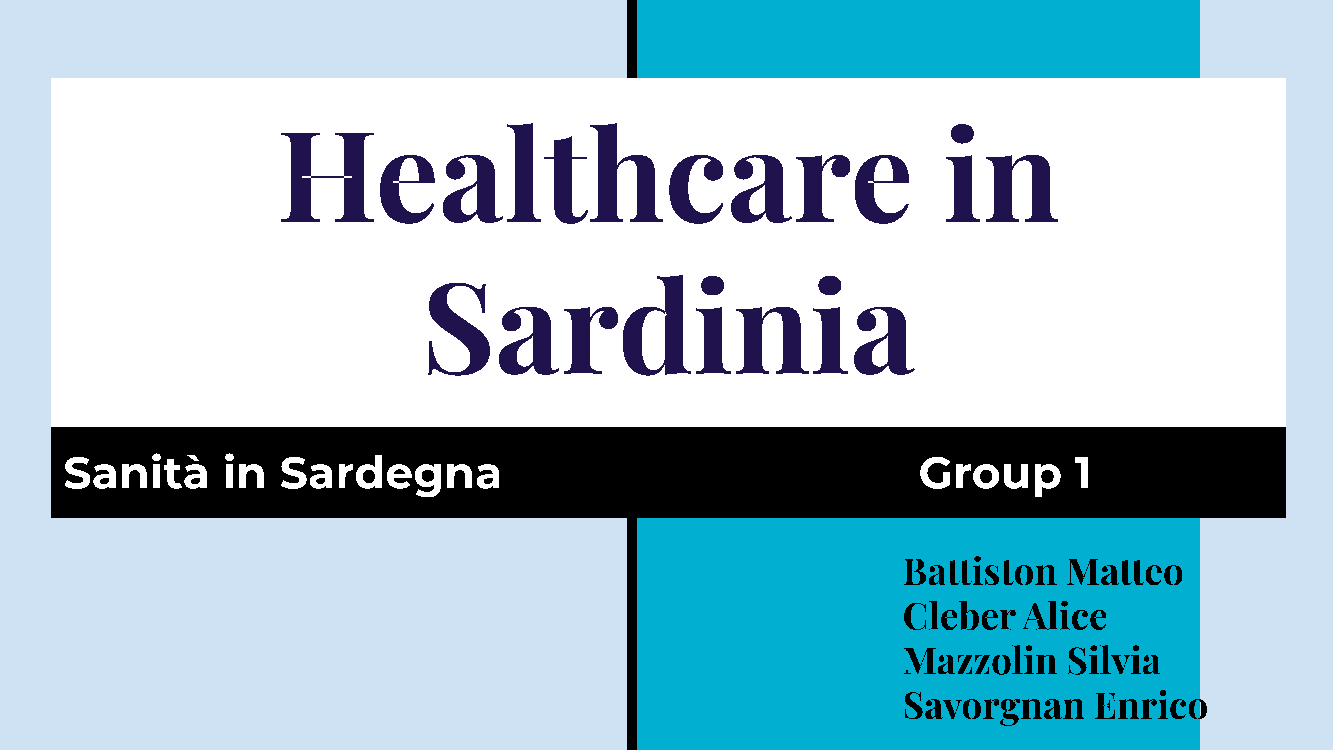 Healthcare in
Sardinia
Sanità in Sardegna
Group 1
Battiston Matteo
Cleber Alice
Mazzolin Silvia
Savorgnan Enrico